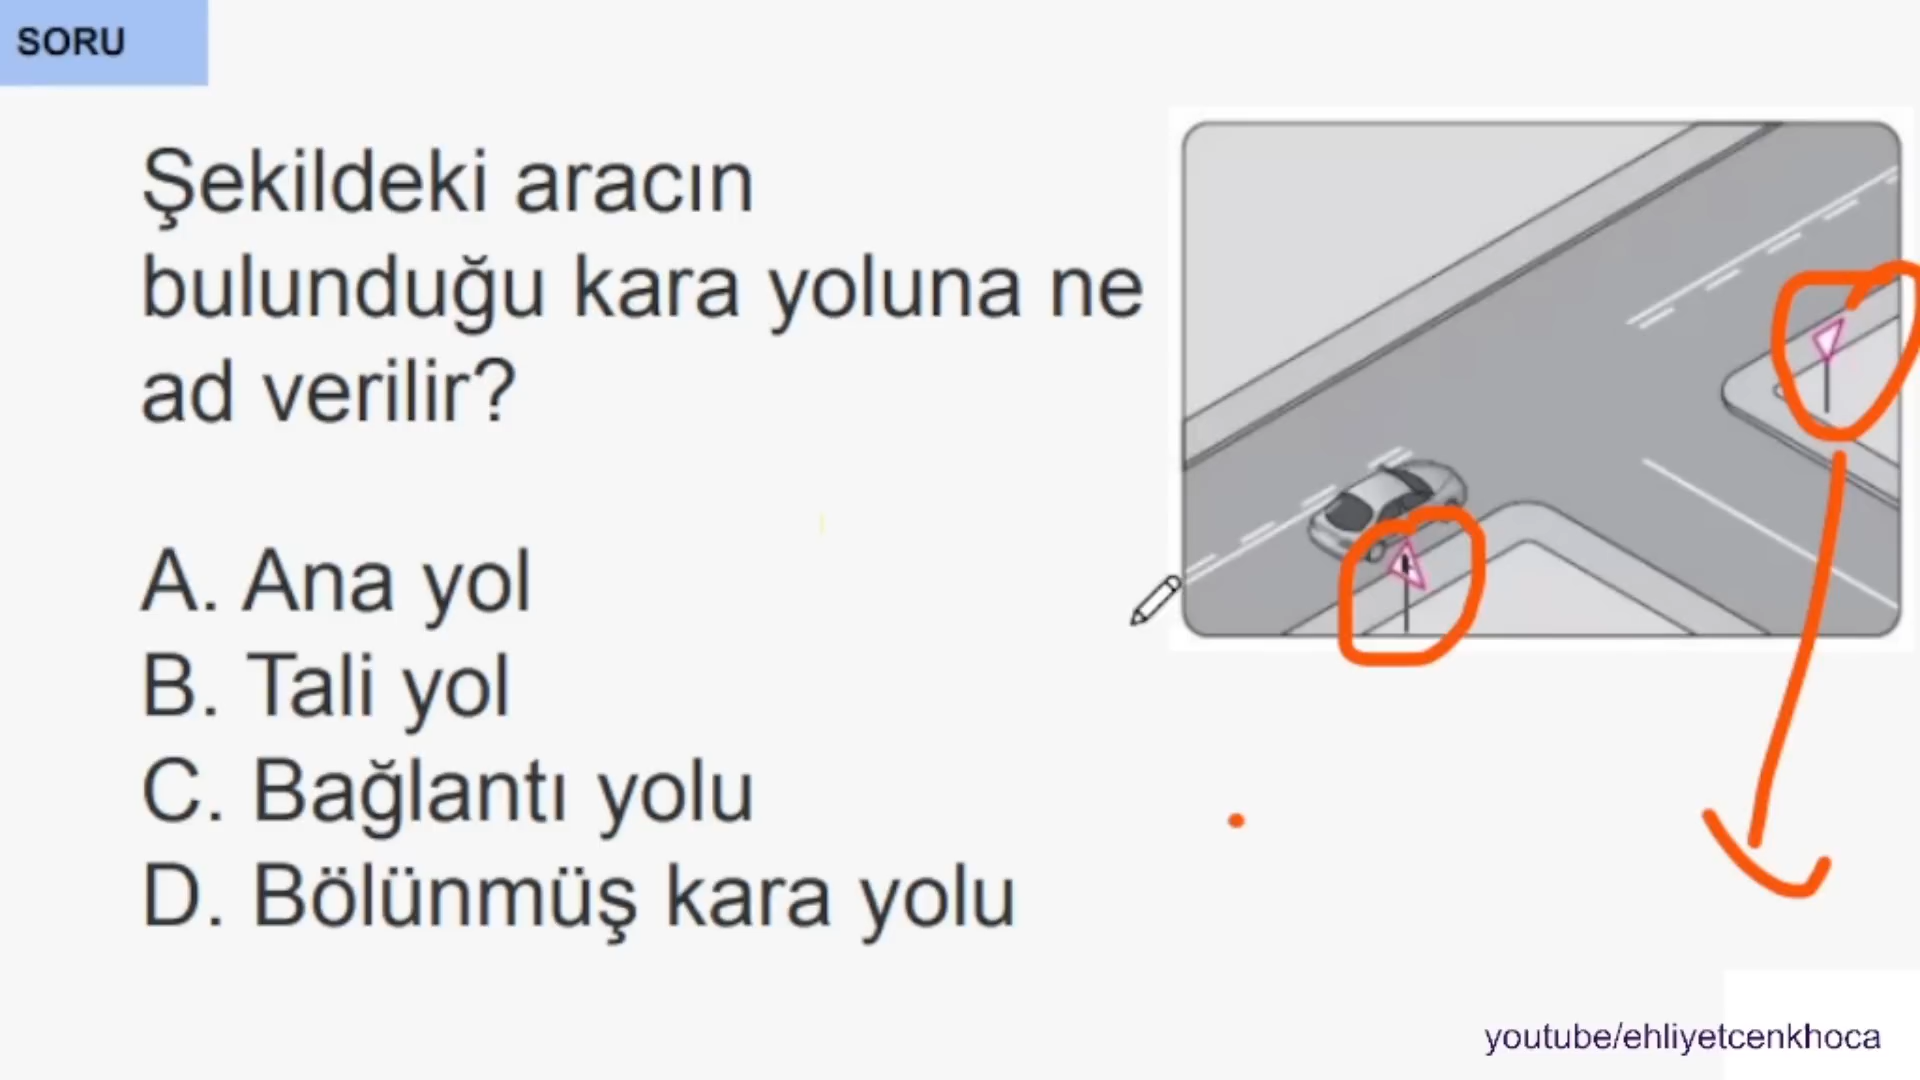 SORU
Şekildeki aracın
bulunduğu kara yoluna ne
ad verilir?
A. Ana yol
B. Tali yol
C. Bağlantı yolu
D. Bölünmüş kara yolu
youtube/ehliyetcenkhoca